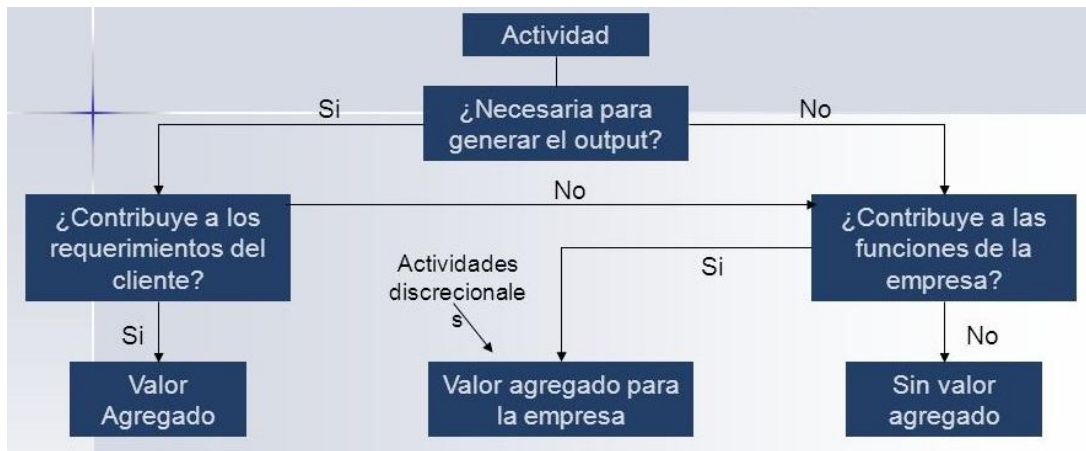 Actividad
Si
¿Necesaria para
generar el output?
No
¿Contribuye a los
requerimientos del
cliente?
No
¿Contribuye a las
funciones de la
empresa?
Actividades
discrecionale
s
Si
Si
No
Valor
Agregado
Valor agregado para
la empresa
Sin valor
agregado